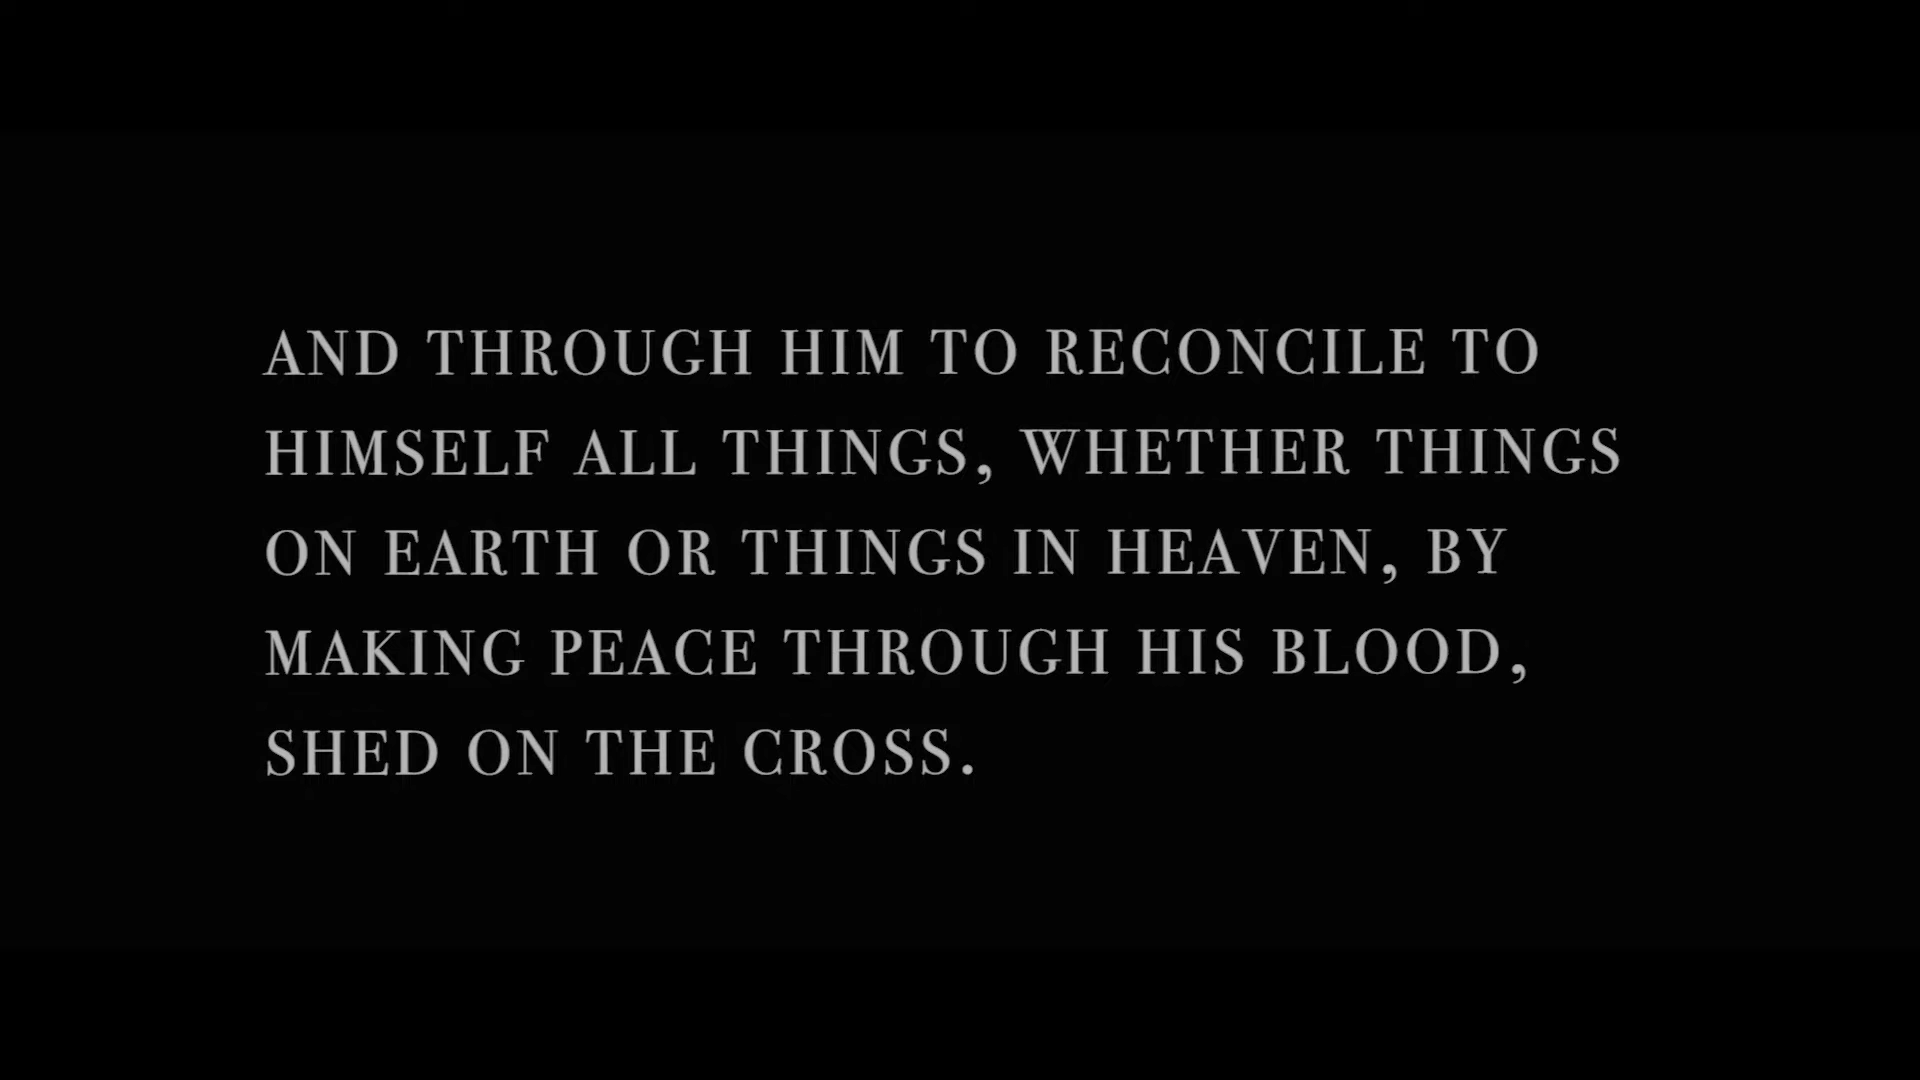 AND THROUGH HIM TO RECONCILE TO
HIMSELF ALL THINGS, WHETHER THINGS
ON EARTH OR THINGS IN HEAVEN, BY
MAKING PEACE THROUGH HIS BLOOD,
SHED ON THE CROSS.